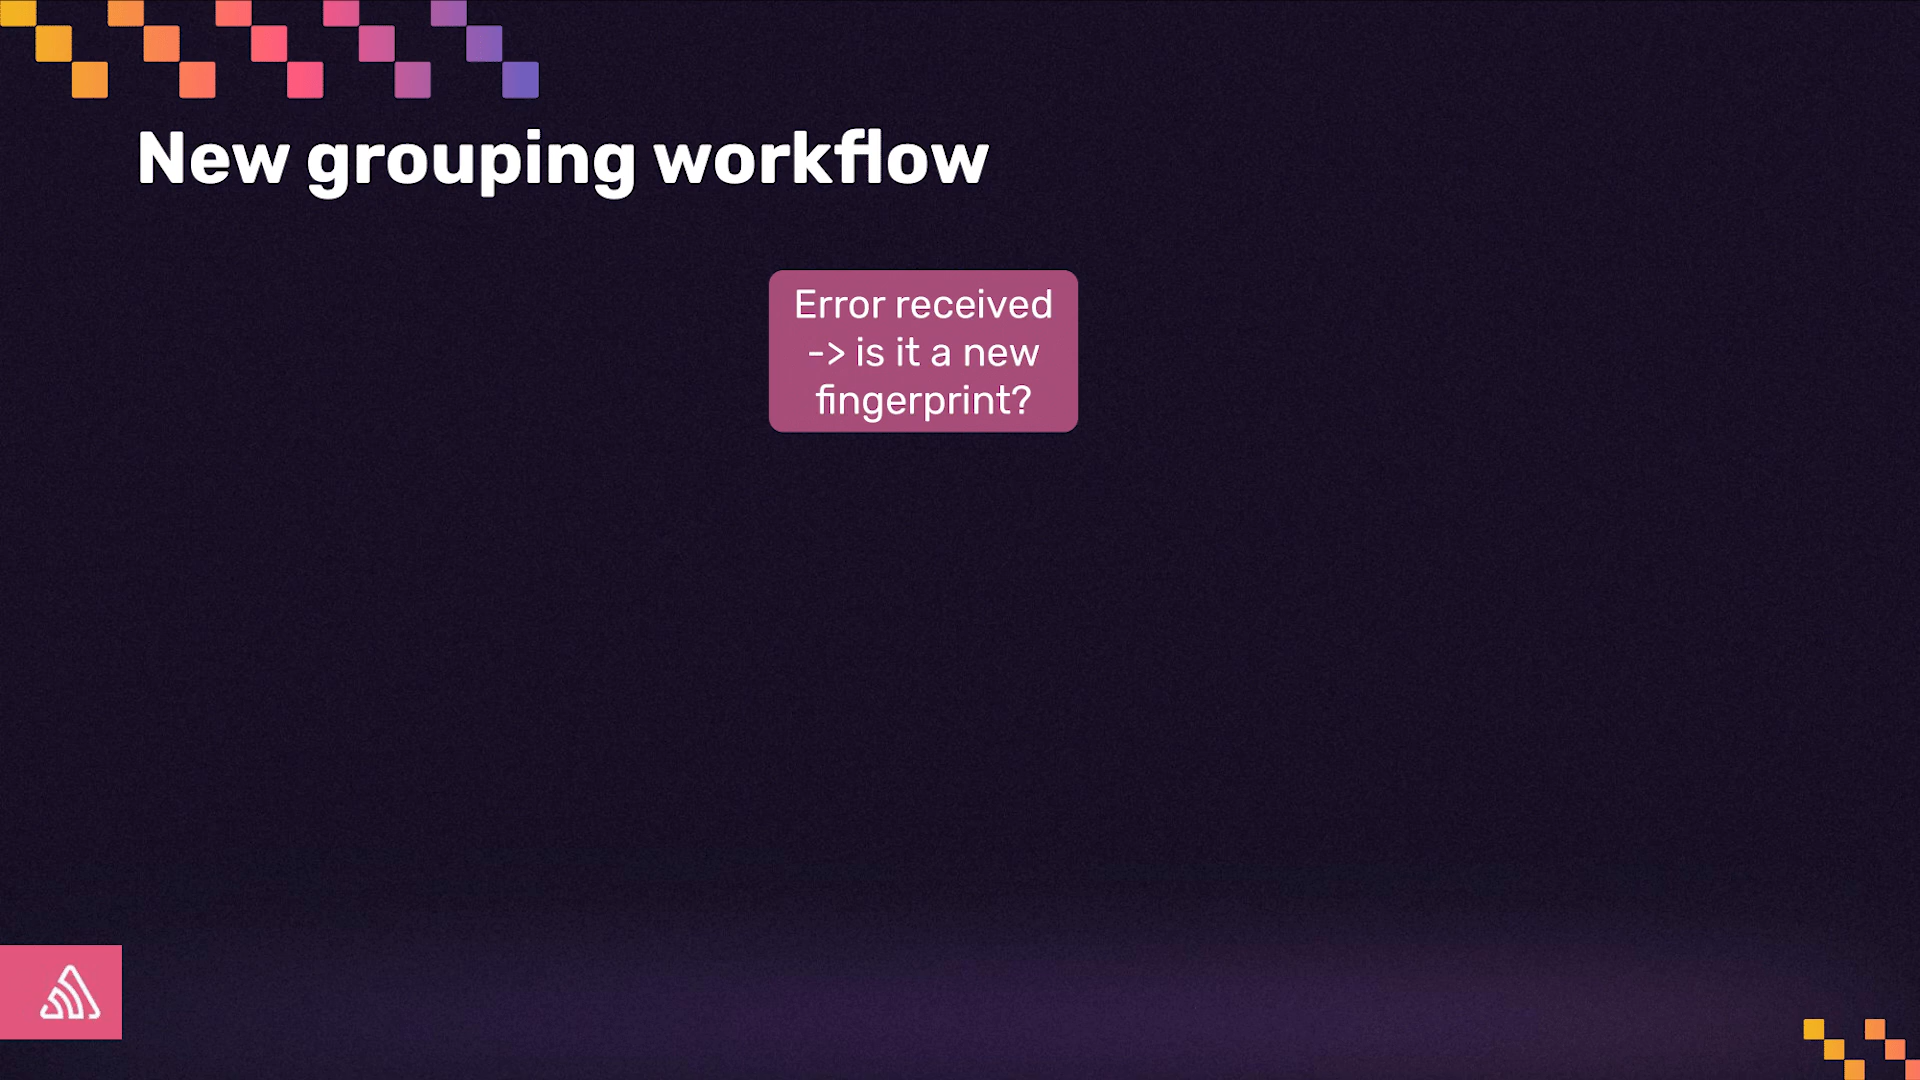 New grouping workflow
Error received
-> is it a new
fingerprint?